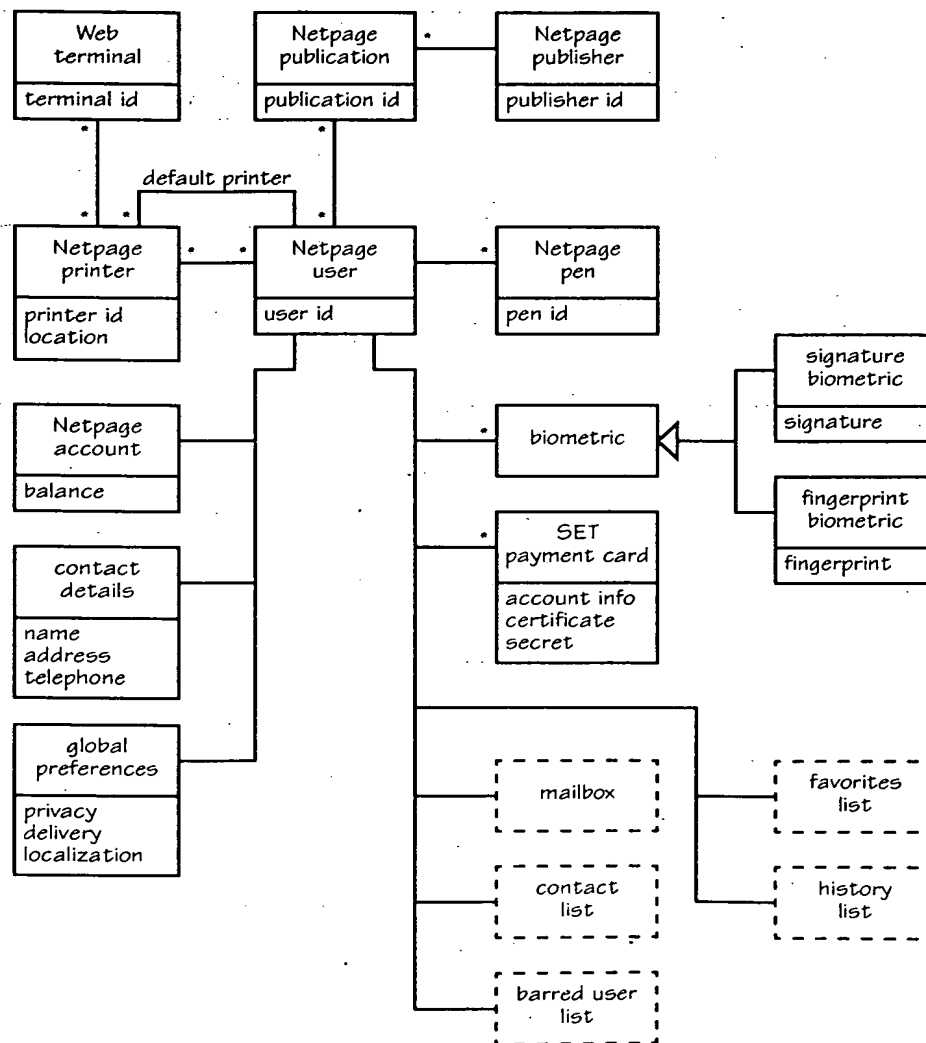 Web
terminal
terminal id
Netpage
publication
publication id
*
Netpage
publisher
publisher id
*
*
default printer
*
*
*
Netpage
printer
printer id
location
*
*
Netpage
user
user id
*
Netpage
pen
pen id
signature
biometric
signature
Netpage
account
balance
*
biometric
fingerprint
biometric
fingerprint
contact
details
name
address
telephone
*
SET
payment card
account info
certificate
secret
global
preferences
privacy
delivery
localization
mailbox
favorites
list
contact
list
history
list
barred user
list